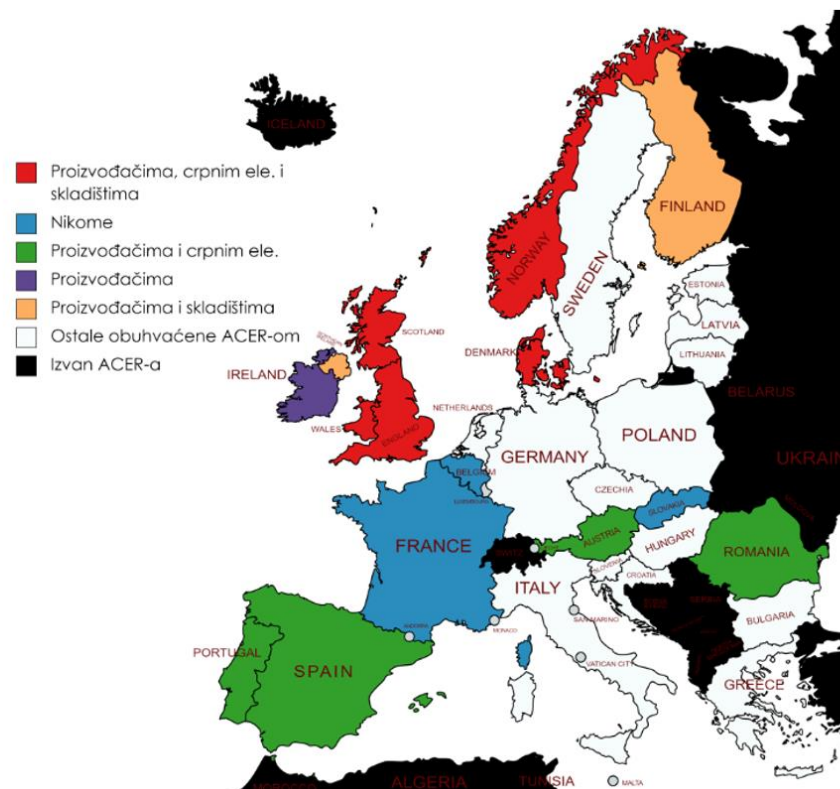 ICELAND
Proizvođačima, crpnim ele. i
skladištima
Nikome
Proizvođačima i crpnim ele.
Proizvođačima
Proizvođačima i skladištima
Ostale obuhvaćene ACER-om
Izvan ACER-a
NORWAY
SWEDEN
FINLAND
ESTONIA
LATVIA
LITHUANIA
SCOTLAND
DENMARK
IRELAND
WALES
ENGLAND
NETHERLANDS
BELARUS
POLAND
GERMANY
BELGIUM
UKRAIN
CZECHIA
LUXEMBOURG
SLOVAKIA
FRANCE
AUSTRIA
HUNGARY
ROMANIA
SLOVENIA
CROATIA
ITALY
SERBIA
SAN MARINO
BULGARIA
ANDORRA
MONACO
PORTUGAL
SPAIN
VATICAN CITY
GREECE
MOROCCO
ALGERIA
TUNISIA
MALTA